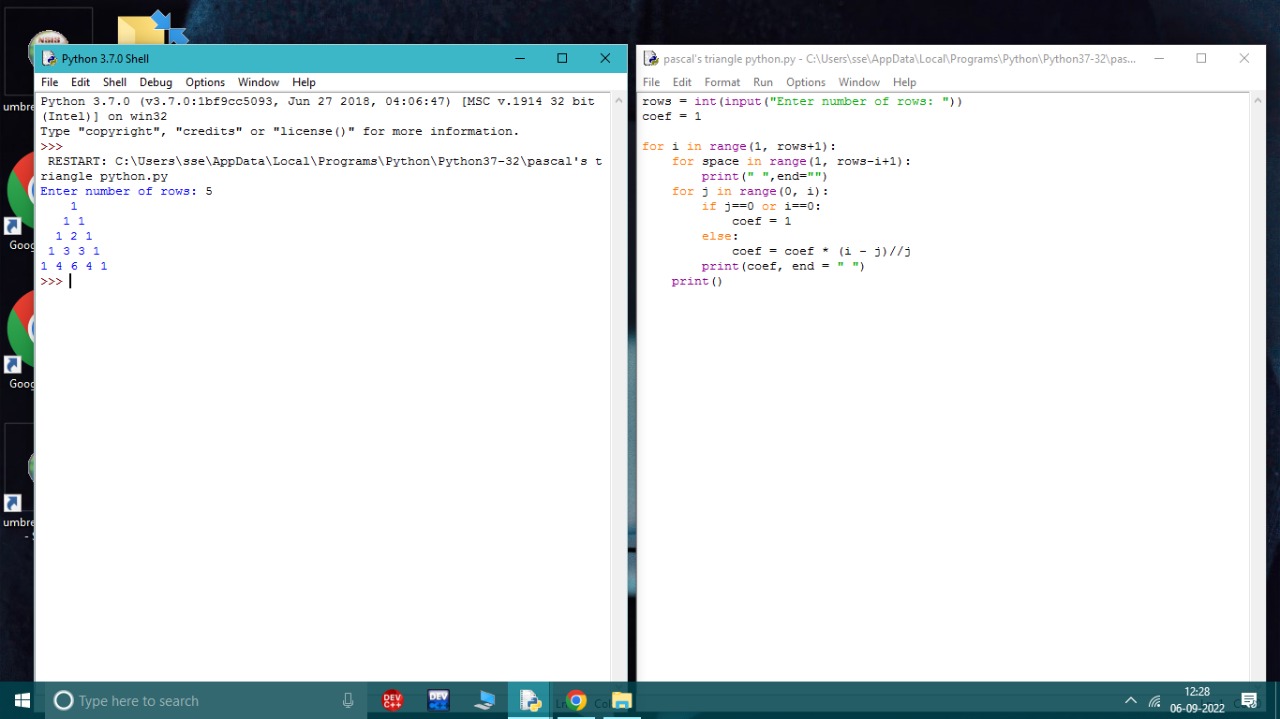 umbre
Goog
Goog
umbre
- S
Python 3.7.0 Shell
File Edit Shell Debug Options Window Help
Python 3.7.0 (v3.7.0:1bf9cc5093, Jun 27 2018, 04:06:47) [MSC v.1914 32 bit
(Intel)] on win32
Type "copyright", "credits" or "license()" for more information.
>>>
 RESTART: C:\Users\sse\AppData\Local\Programs\Python\Python37-32\pascal's t
riangle python.py
Enter number of rows: 5
    1
   1 1
  1 2 1
 1 3 3 1
1 4 6 4 1
>>>
pascal's triangle python.py - C:\Users\sse\AppData\Local\Programs\Python\Python37-32\pas...
File Edit Format Run Options Window Help
rows = int(input("Enter number of rows: "))
coef = 1
for i in range(1, rows+1):
    for space in range(1, rows-i+1):
        print(" ",end="")
    for j in range(0, i):
        if j==0 or i==0:
            coef = 1
        else:
            coef = coef * (i - j)//j
        print(coef, end = " ")
    print()
Type here to search
DEV
C++
DEV
12:28
06-09-2022